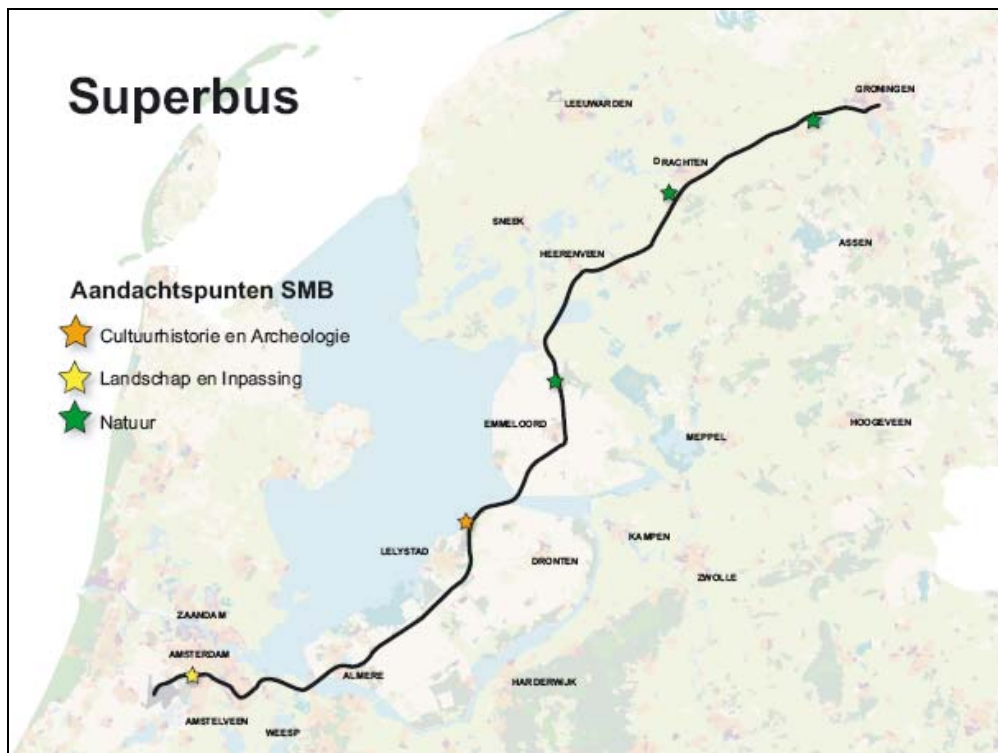 Superbus
GRONINGEN
LEEUWARDEN
DRACHTEN
SNEEK
ASSEN
HEERENVEEN
Aandachtspunten SMB
Cultuurhistorie en Archeologie
Landschap en Inpassing
Natuur
EMMELOORD
HOOGEVEEN
MEPPEL
KAMPEN
LELYSTAD
DRONTEN
ZWOLLE
ZAANDAM
AMSTERDAM
ALMERE
HARDERWIJK
AMSTELVEEN
WEESP